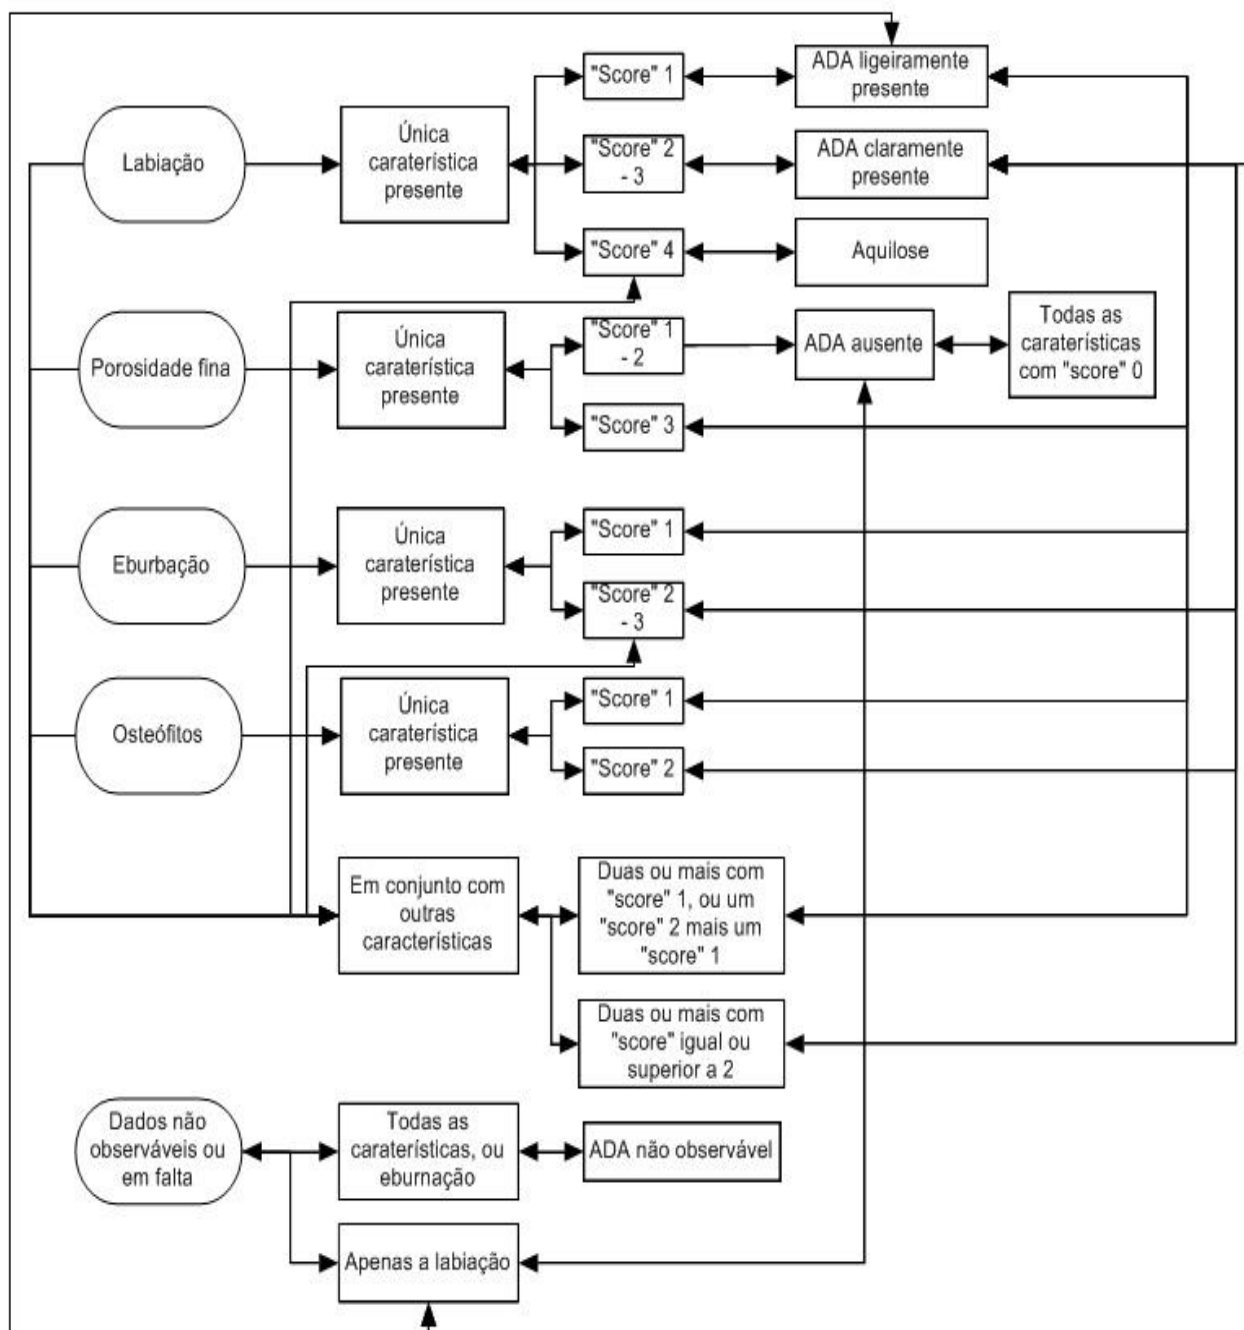 Labiação
Única
caraterística
presente
"Score" 1
ADA ligeiramente
presente
"Score" 2
- 3
ADA claramente
presente
"Score" 4
Aquilose
Porosidade fina
Única
caraterística
presente
"Score" 1
- 2
ADA ausente
Todas as
caraterísticas
com "score" 0
"Score" 3
Eburbação
Única
caraterística
presente
"Score" 1
"Score" 2
- 3
Osteófitos
Única
caraterística
presente
"Score" 1
"Score" 2
Em conjunto com
outras
características
Duas ou mais com
"score" 1, ou um
"score" 2 mais um
"score" 1
Duas ou mais com
"score" igual ou
superior a 2
Dados não
observáveis ou
em falta
Todas as
caraterísticas, ou
eburnação
ADA não observável
Apenas a labiação